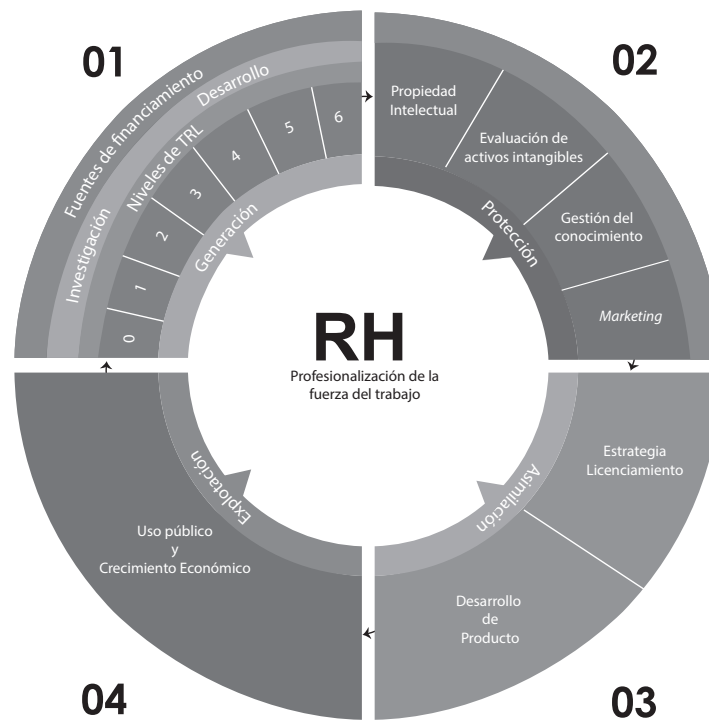 01
Fuentes de financiamiento
Investigación
Desarrollo
Niveles de TRL
0
1
2
3
4
5
6
Generación
02
Propiedad
Intelectual
Evaluación de
activos intangibles
Gestión del
conocimiento
Marketing
Protección
RH
Profesionalización de la
fuerza del trabajo
03
Estrategia
Licenciamiento
Desarrollo
de
Producto
Asimilación
04
Uso público
y
Crecimiento Económico
Explotación